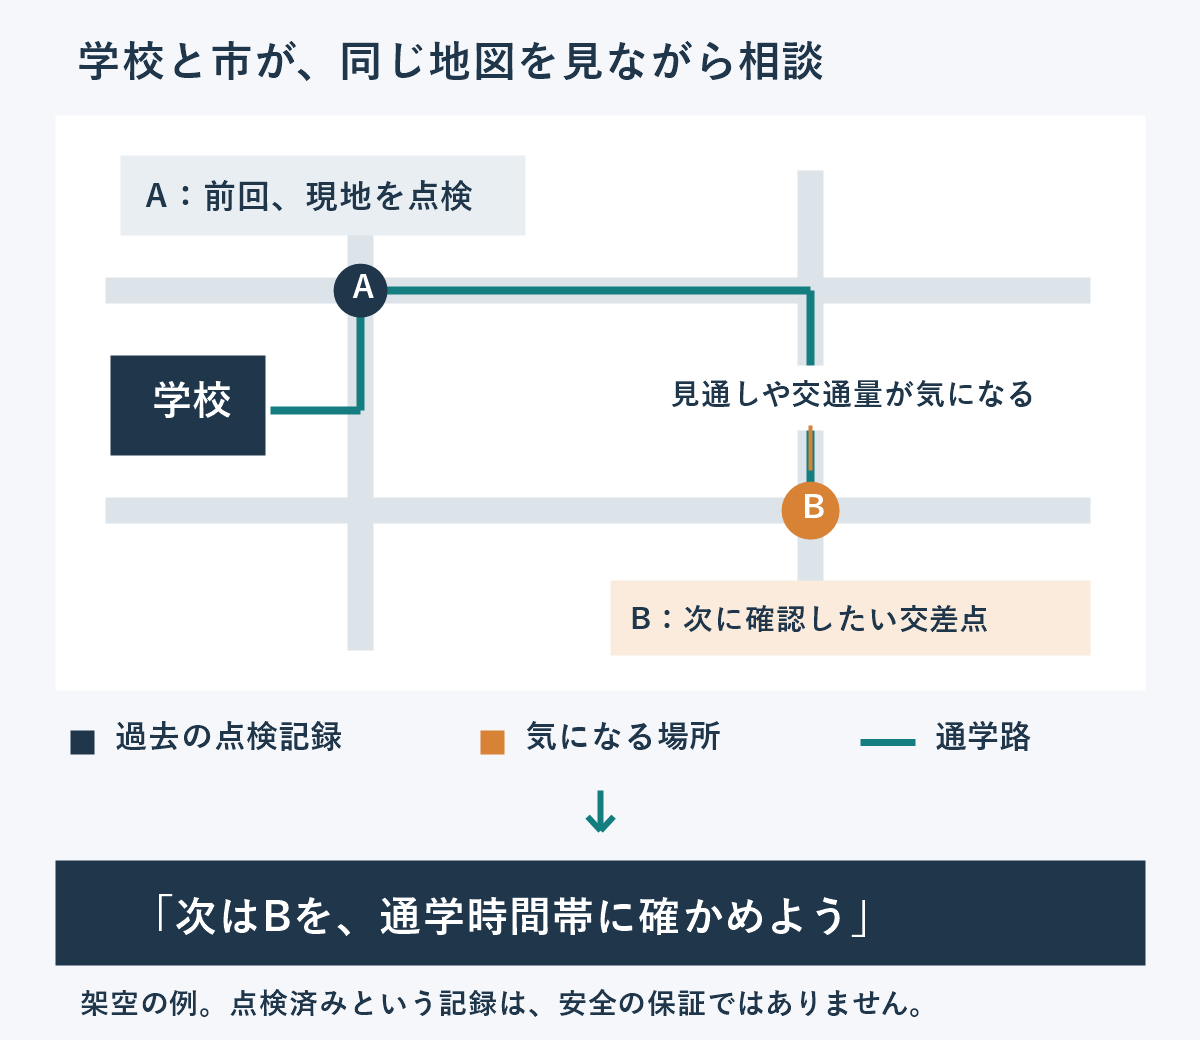 学校と市が、同じ地図を見ながら相談
A：前回、現地を点検
A
学校
見通しや交通量が気になる
B
B：次に確認したい交差点
過去の点検記録
気になる場所
通学路
「次はBを、通学時間帯に確かめよう」
架空の例。点検済みという記録は、安全の保証ではありません。